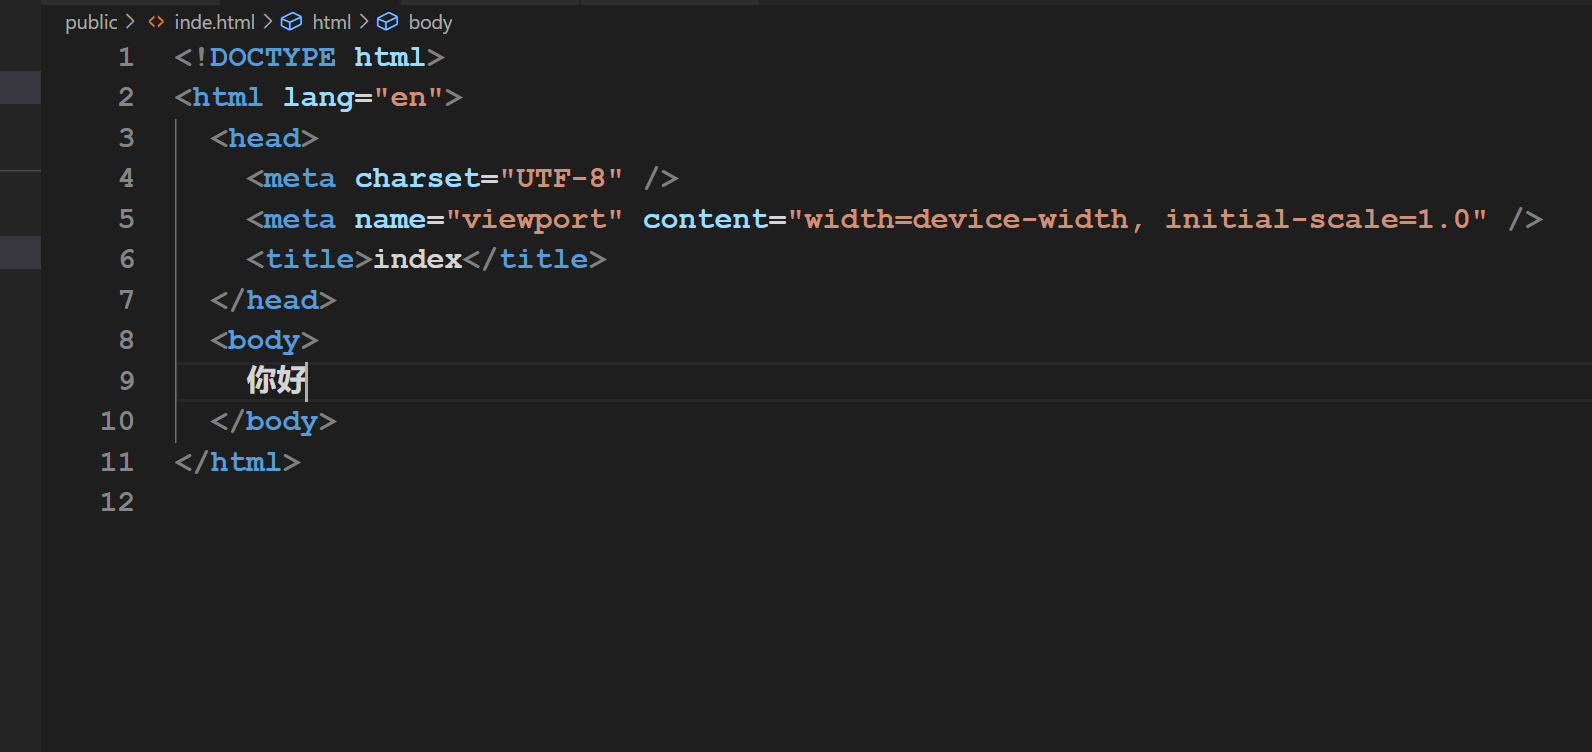 public > inde.html > html > body
1 <!DOCTYPE html>
2 <html lang="en">
3 <head>
4 <meta charset="UTF-8" />
5 <meta name="viewport" content="width=device-width, initial-scale=1.0" />
6 <title>index</title>
7 </head>
8 <body>
9 你好
10 </body>
11 </html>
12